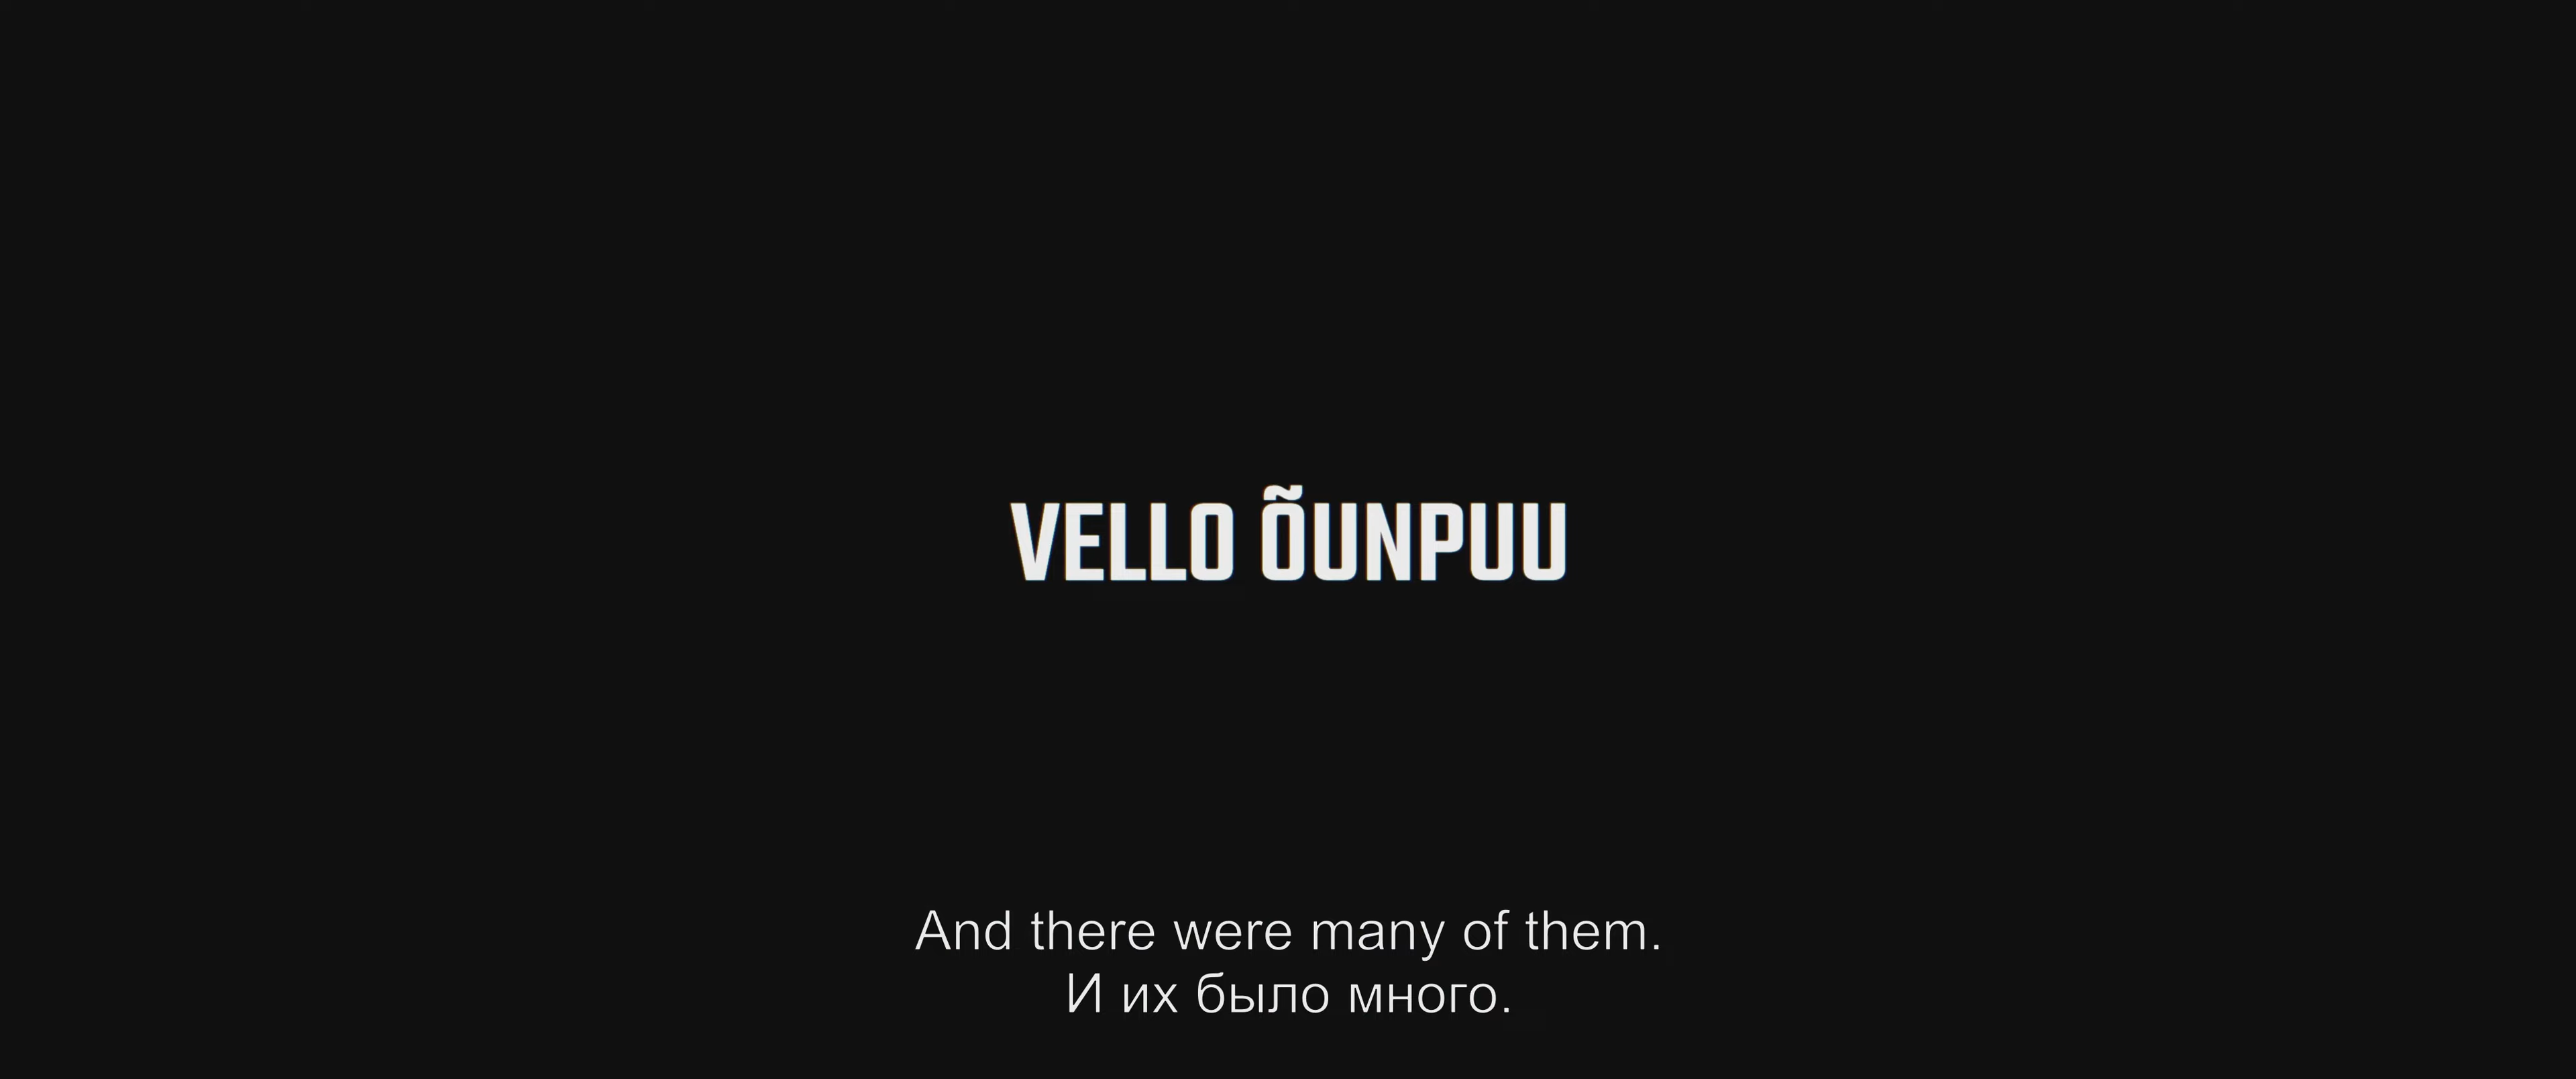 VELLO ÕUNPUU
And there were many of them.
И их было много.